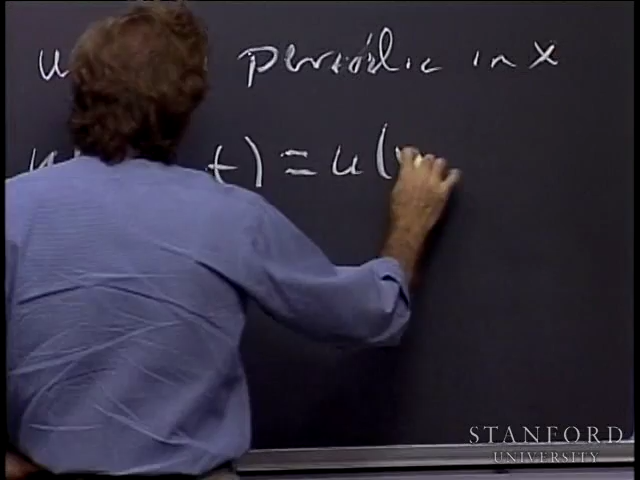 u periodic in x
u t) = u(
STANFORD
UNIVERSITY